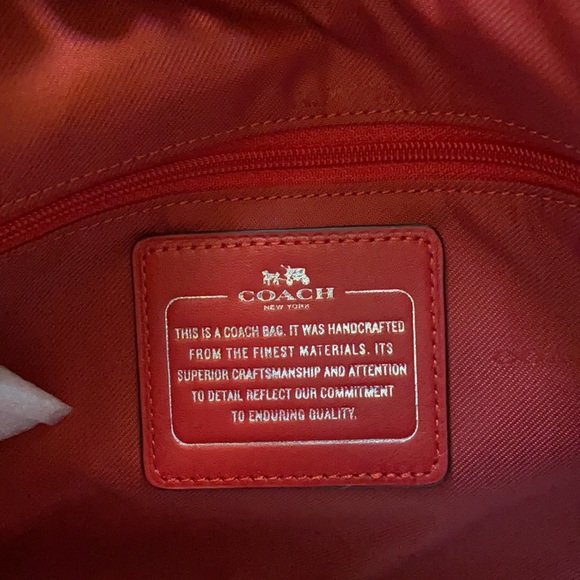 COACH
NEW YORK
THIS IS A COACH BAG. IT WAS HANDCRAFTED
FROM THE FINEST MATERIALS. ITS
SUPERIOR CRAFTSMANSHIP AND ATTENTION
TO DETAIL REFLECT OUR COMMITMENT
TO ENDURING QUALITY.